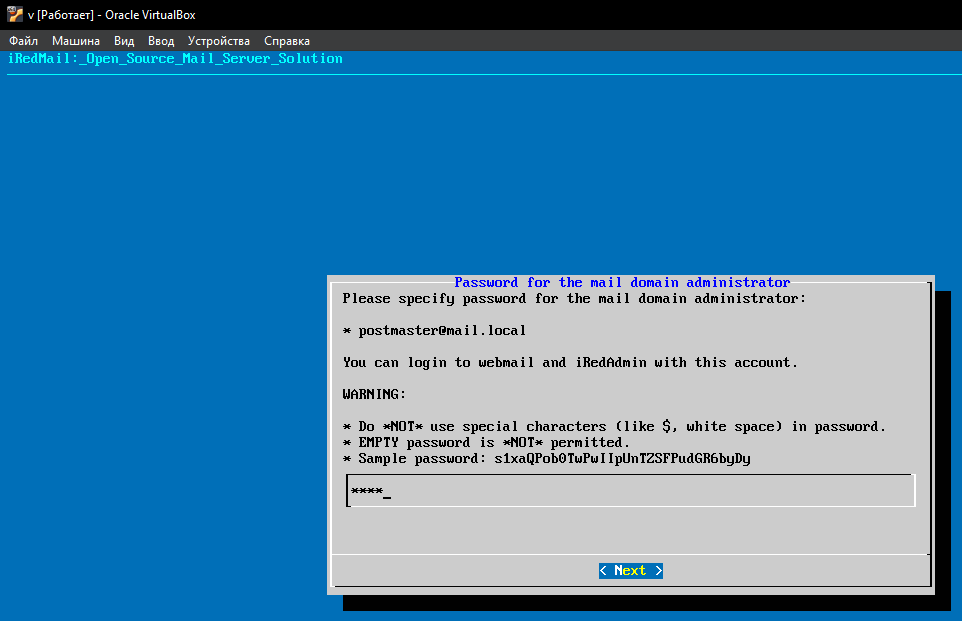 v [Работает] - Oracle VirtualBox
Файл Машина Вид Ввод Устройства Справка
iRedMail:_Open_Source_Mail_Server_Solution
Password for the mail domain administrator
Please specify password for the mail domain administrator:
* postmaster@mail.local
You can login to webmail and iRedAdmin with this account.
WARNING:
* Do *NOT* use special characters (like $, white space) in password.
* EMPTY password is *NOT* permitted.
* Sample password: s1xaQPob0TwPwIIpUnTZSFPudGR6byDy
****_
< Next >